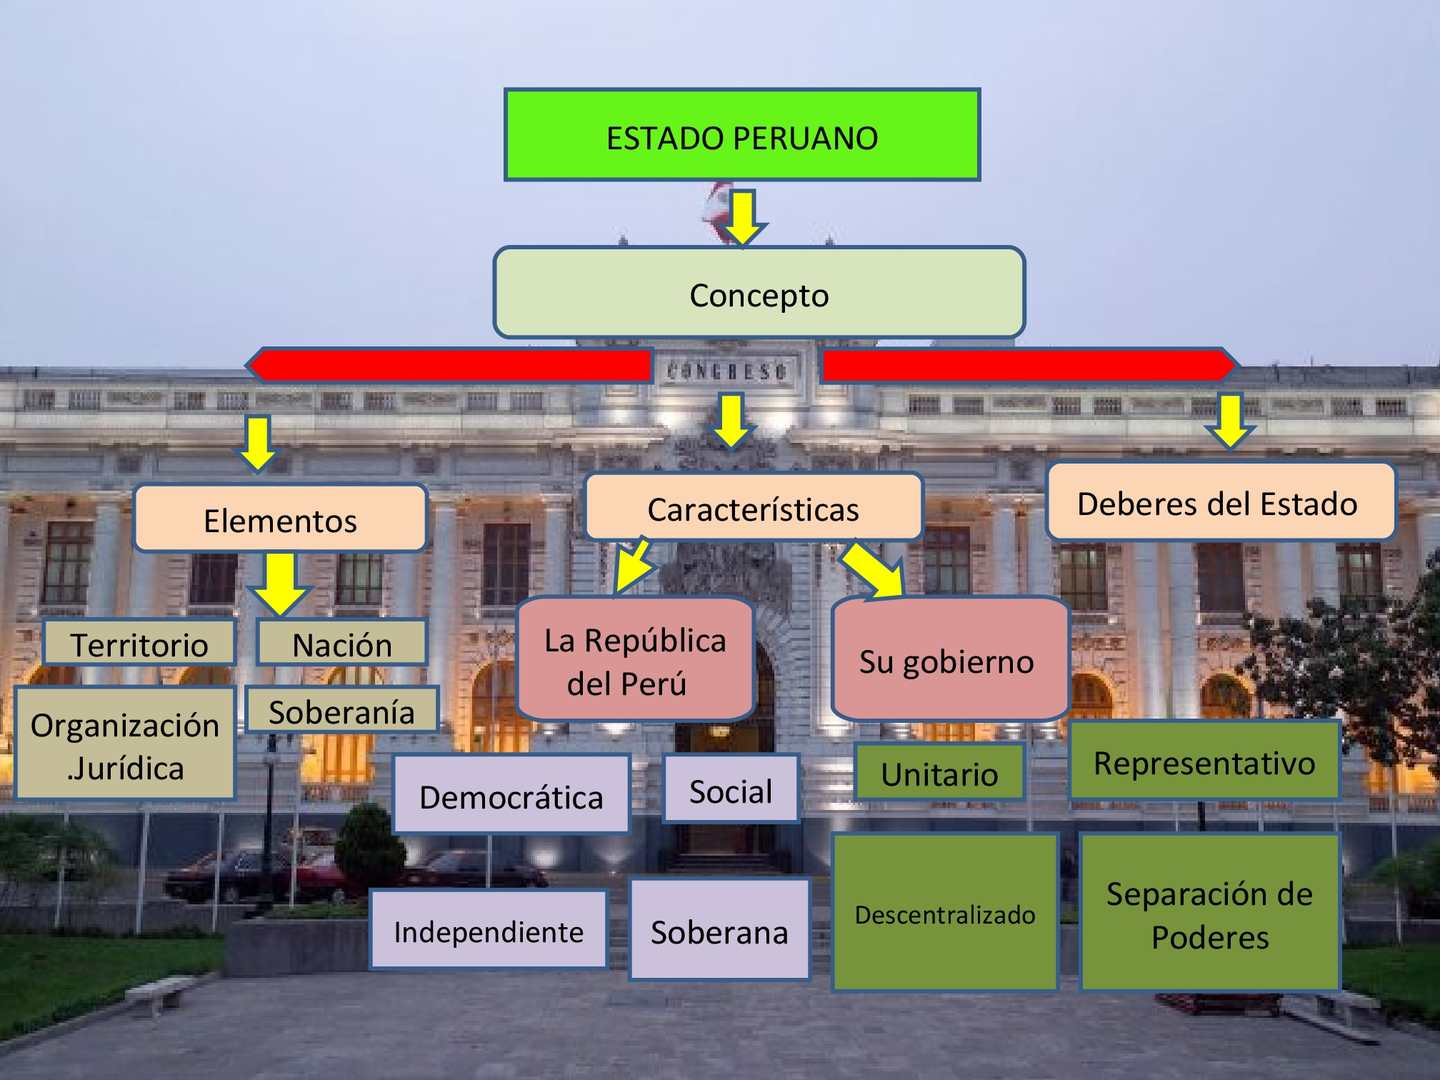 ESTADO PERUANO
Concepto
CONGRESO
Elementos
Características
Deberes del Estado
Territorio
Nación
Organización
.Jurídica
Soberanía
La República
del Perú
Su gobierno
Democrática
Social
Independiente
Soberana
Unitario
Representativo
Descentralizado
Separación de
Poderes